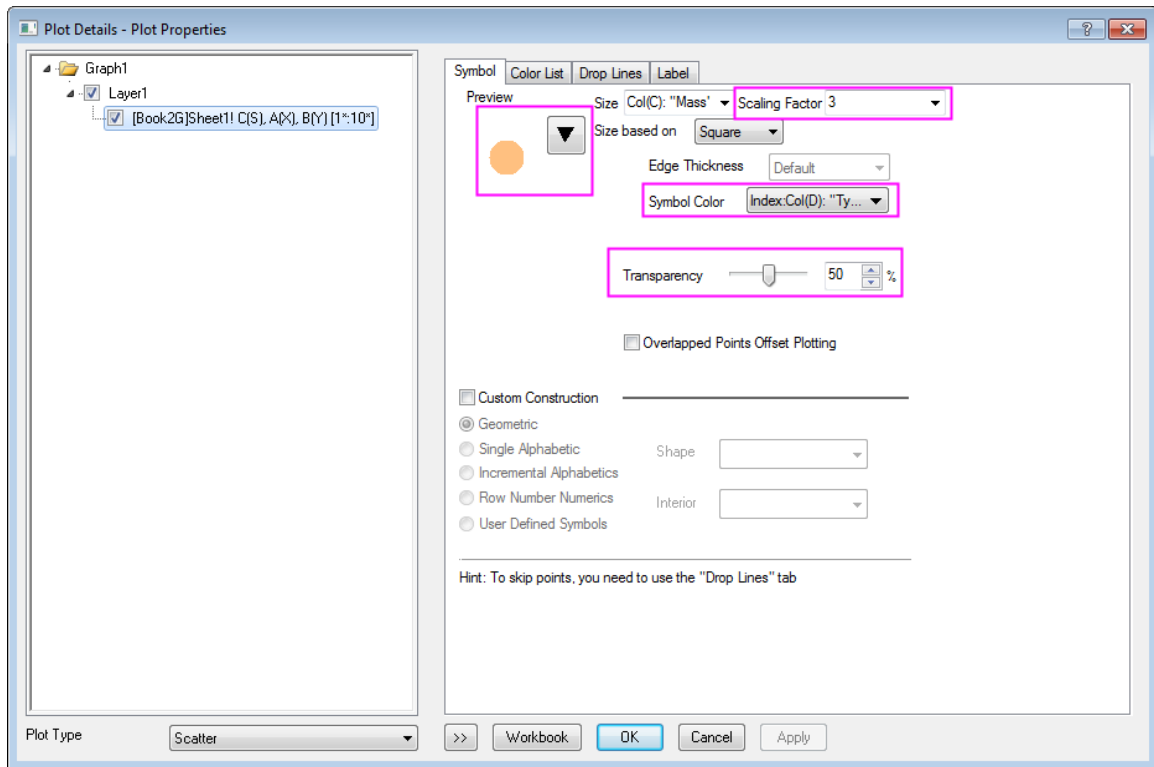 Plot Details - Plot Properties
Graph1
Layer1
[Book2G]Sheet1! C(S), A(X), B(Y) [1*:10*]
Symbol Color List Drop Lines Label
Preview
Size Col(C): "Mass" Scaling Factor 3
Size based on Square
Edge Thickness Default
Symbol Color Index:Col(D): "Ty...
Transparency 50 %
Overlapped Points Offset Plotting
Custom Construction
Geometric
Single Alphabetic Shape
Incremental Alphabetics
Row Number Numerics Interior
User Defined Symbols
Hint: To skip points, you need to use the "Drop Lines" tab
Plot Type Scatter >> Workbook OK Cancel Apply